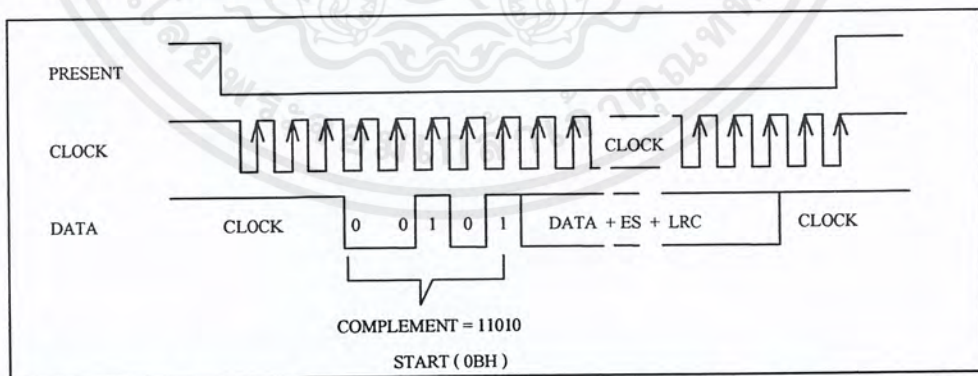 PRESENT
CLOCK
CLOCK
DATA
CLOCK
0 0 1 0 1
DATA + ES + LRC
CLOCK
COMPLEMENT = 11010
START ( 0BH )